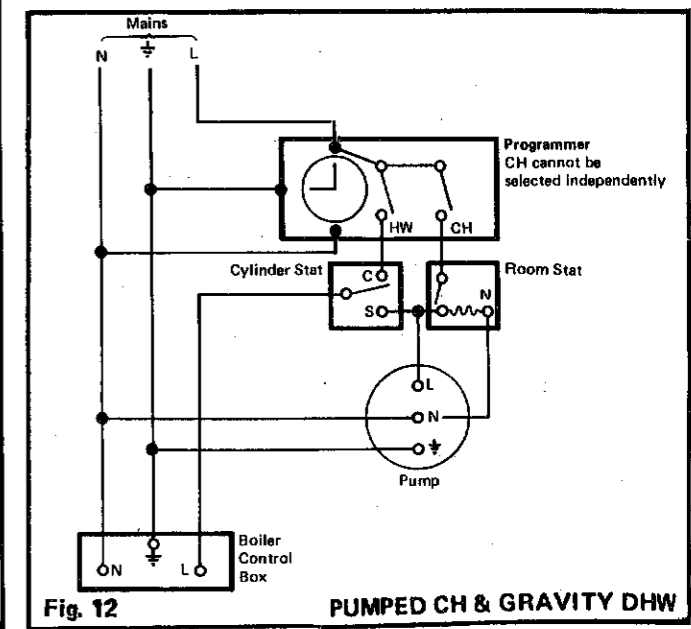 Mains
N
L
Programmer
CH cannot be
selected independently
HW
CH
Cylinder Stat
C
S
Room Stat
N
L
N
Pump
Boiler
Control
Box
N
L
Fig. 12
PUMPED CH & GRAVITY DHW